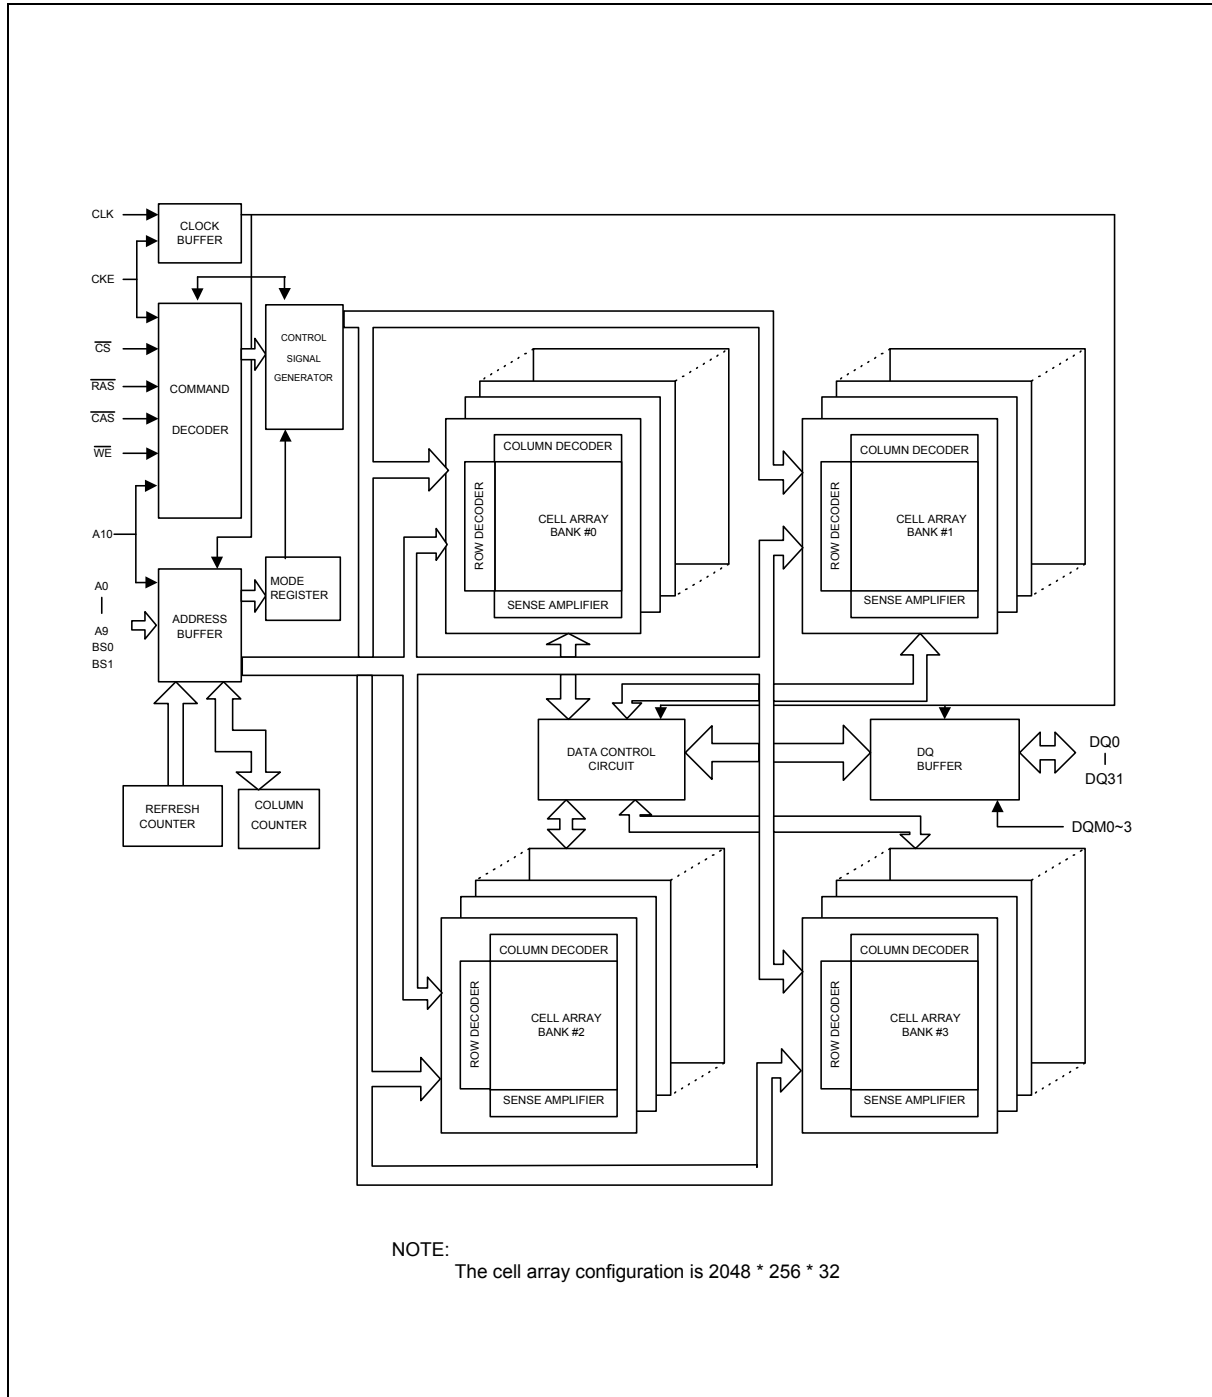 CLK
CLOCK
BUFFER
CKE
CS
RAS
CAS
WE
COMMAND
DECODER
CONTROL
SIGNAL
GENERATOR
A10
A0
A9
BS0
BS1
ADDRESS
BUFFER
MODE
REGISTER
REFRESH
COUNTER
COLUMN
COUNTER
COLUMN DECODER
ROW DECODER
CELL ARRAY
BANK #0
SENSE AMPLIFIER
COLUMN DECODER
ROW DECODER
CELL ARRAY
BANK #1
SENSE AMPLIFIER
DATA CONTROL
CIRCUIT
DQ
BUFFER
DQ0
DQ31
DQM0~3
COLUMN DECODER
ROW DECODER
CELL ARRAY
BANK #2
SENSE AMPLIFIER
COLUMN DECODER
ROW DECODER
CELL ARRAY
BANK #3
SENSE AMPLIFIER
NOTE:
The cell array configuration is 2048 * 256 * 32